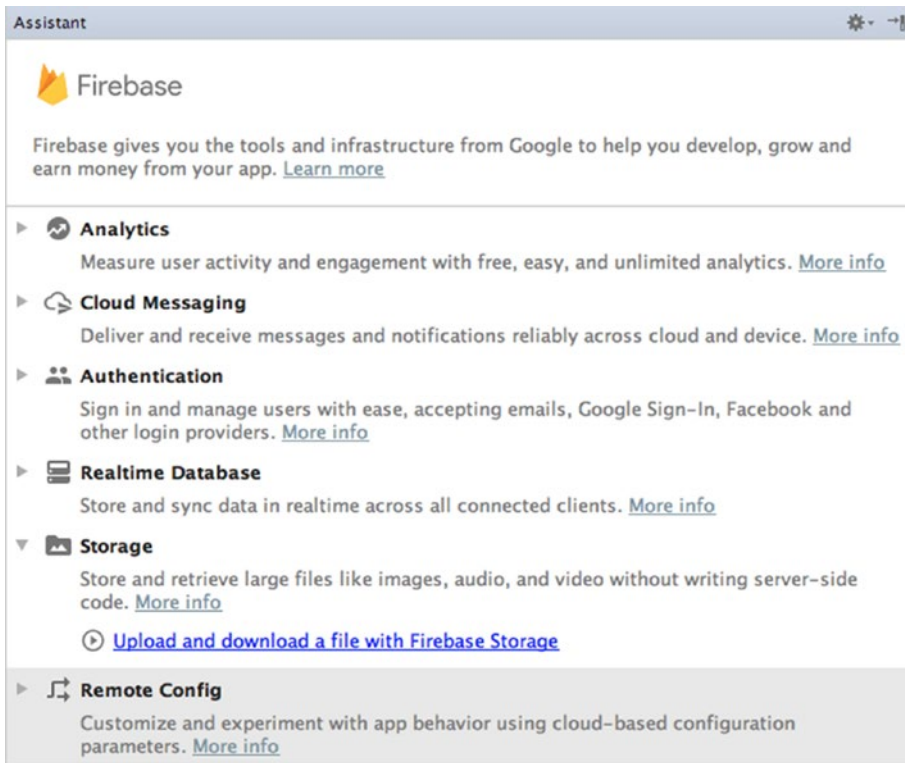 Assistant
Firebase
Firebase gives you the tools and infrastructure from Google to help you develop, grow and
earn money from your app. Learn more
Analytics
Measure user activity and engagement with free, easy, and unlimited analytics. More info
Cloud Messaging
Deliver and receive messages and notifications reliably across cloud and device. More info
Authentication
Sign in and manage users with ease, accepting emails, Google Sign-In, Facebook and
other login providers. More info
Realtime Database
Store and sync data in realtime across all connected clients. More info
Storage
Store and retrieve large files like images, audio, and video without writing server-side
code. More info
Upload and download a file with Firebase Storage
Remote Config
Customize and experiment with app behavior using cloud-based configuration
parameters. More info